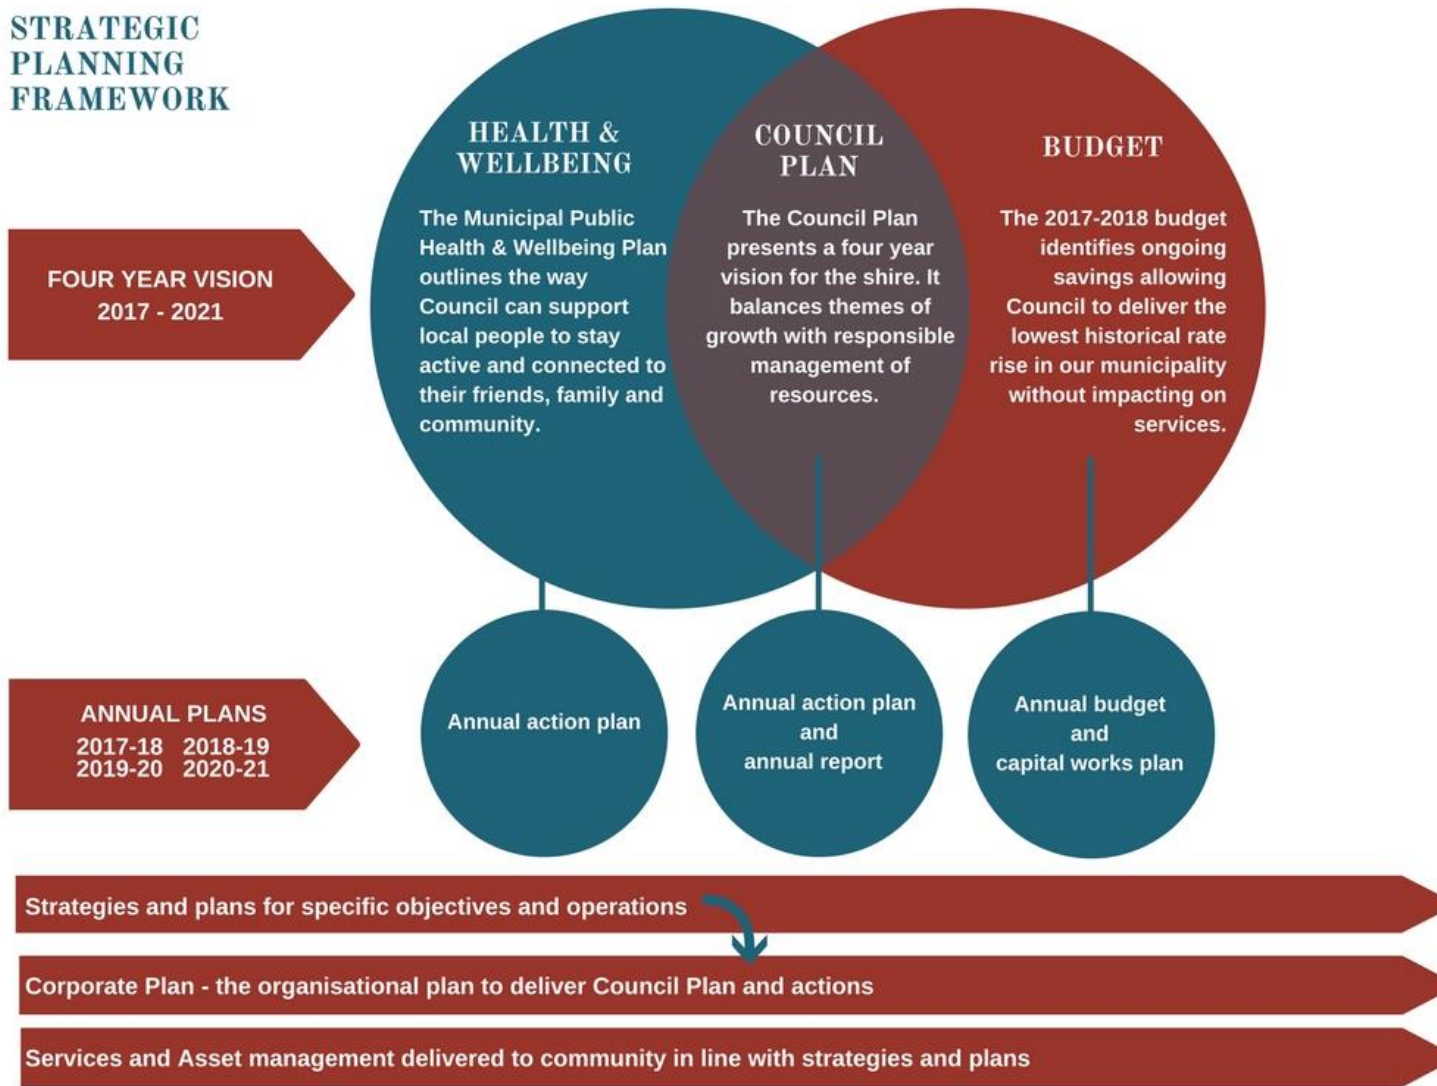 STRATEGIC
PLANNING
FRAMEWORK
FOUR YEAR VISION
2017 - 2021
HEALTH &
WELLBEING
The Municipal Public
Health & Wellbeing Plan
outlines the way
Council can support
local people to stay
active and connected to
their friends, family and
community.
COUNCIL
PLAN
The Council Plan
presents a four year
vision for the shire. It
balances themes of
growth with responsible
management of
resources.
BUDGET
The 2017-2018 budget
identifies ongoing
savings allowing
Council to deliver the
lowest historical rate
rise in our municipality
without impacting on
services.
ANNUAL PLANS
2017-18 2018-19
2019-20 2020-21
Annual action plan
Annual action plan
and
annual report
Annual budget
and
capital works plan
Strategies and plans for specific objectives and operations
Corporate Plan - the organisational plan to deliver Council Plan and actions
Services and Asset management delivered to community in line with strategies and plans